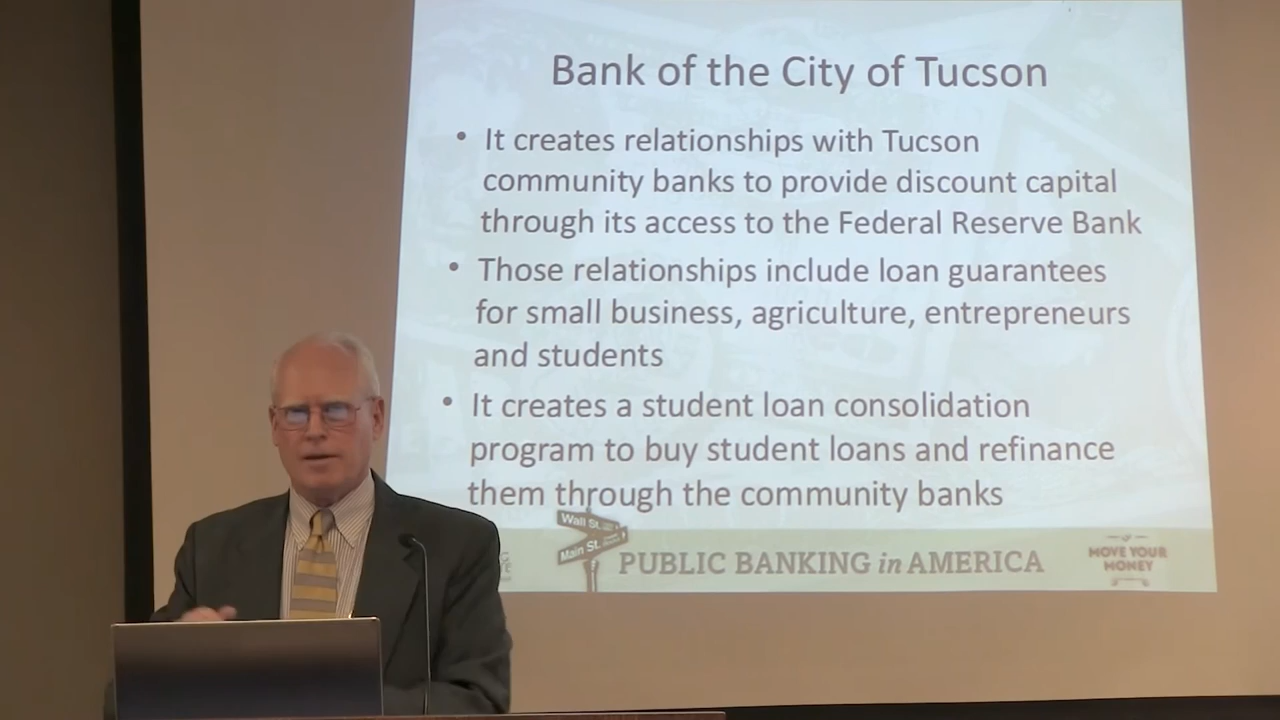 Bank of the City of Tucson
• It creates relationships with Tucson
community banks to provide discount capital
through its access to the Federal Reserve Bank
• Those relationships include loan guarantees
for small business, agriculture, entrepreneurs
and students
• It creates a student loan consolidation
program to buy student loans and refinance
them through the community banks
Wall St.
Main St.
PUBLIC BANKING in AMERICA
MOVE YOUR
MONEY